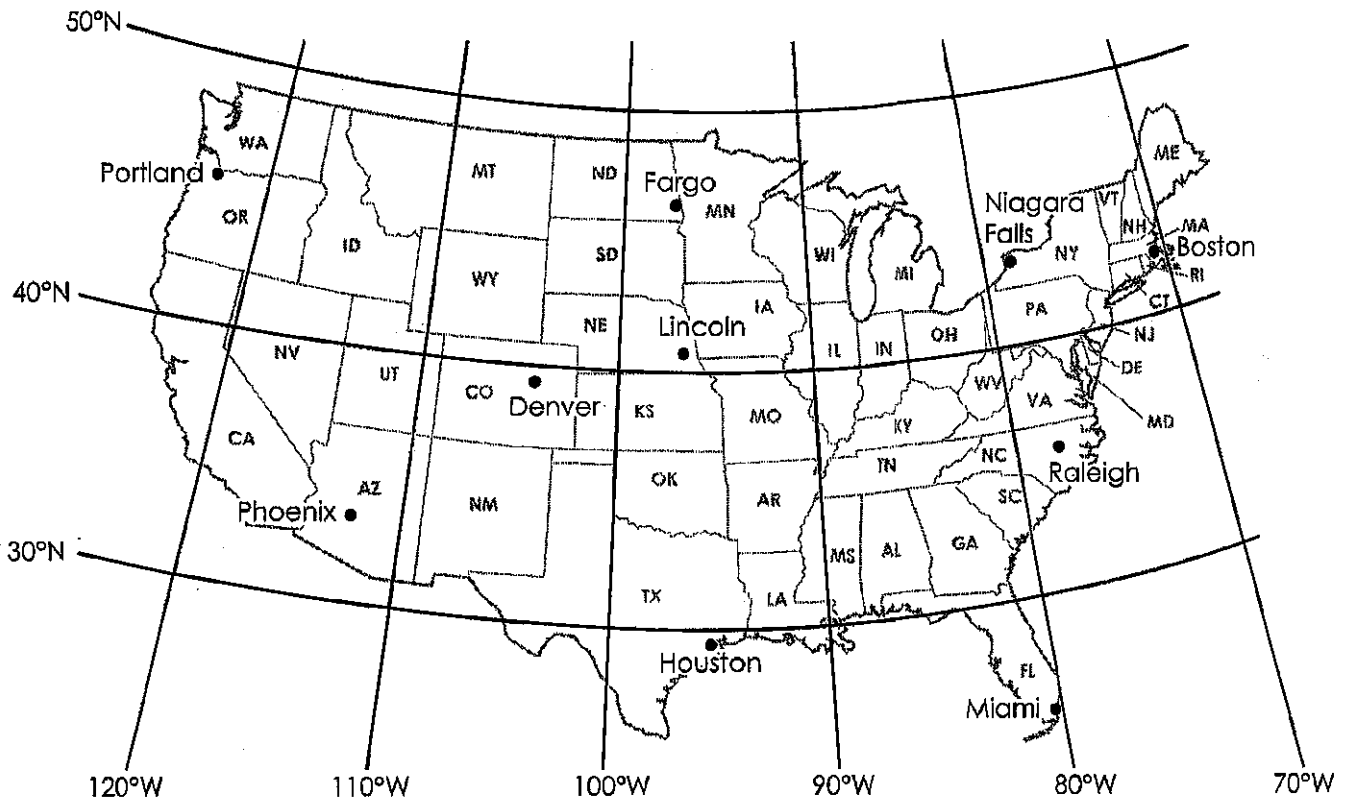 50°N
WA
ME
Portland
MT
ND
Fargo
MN
VT
Niagara
Falls
NH
MA
OR
ID
SD
WI
MI
NY
Boston
RI
WY
40°N
CT
NE
Lincoln
IA
PA
NV
IL
IN
OH
NJ
UT
CO
Denver
WV
DE
KS
MO
VA
MD
CA
KY
TN
NC
Raleigh
AZ
NM
OK
AR
SC
Phoenix
30°N
MS
AL
GA
TX
LA
Houston
FL
Miami
120°W
110°W
100°W
90°W
80°W
70°W